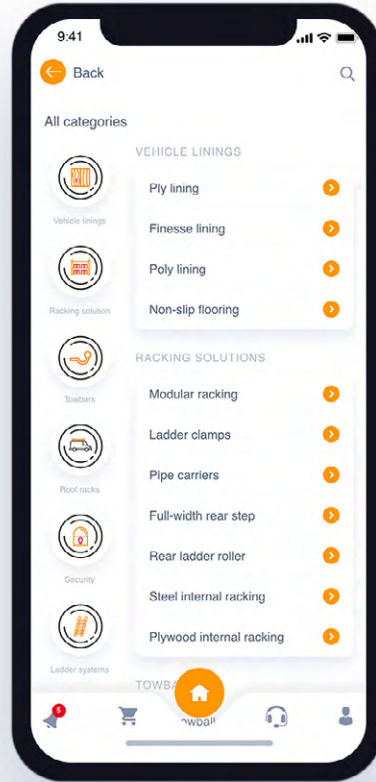 9:41
Back
All categories
VEHICLE LININGS
Ply lining
Finesse lining
Poly lining
Non-slip flooring
Vehicle linings
Racking solution
RACKING SOLUTIONS
Modular racking
Ladder clamps
Pipe carriers
Full-width rear step
Rear ladder roller
Steel internal racking
Plywood internal racking
Towbars
Roof racks
Security
Ladder systems
TOWBA
5
owball